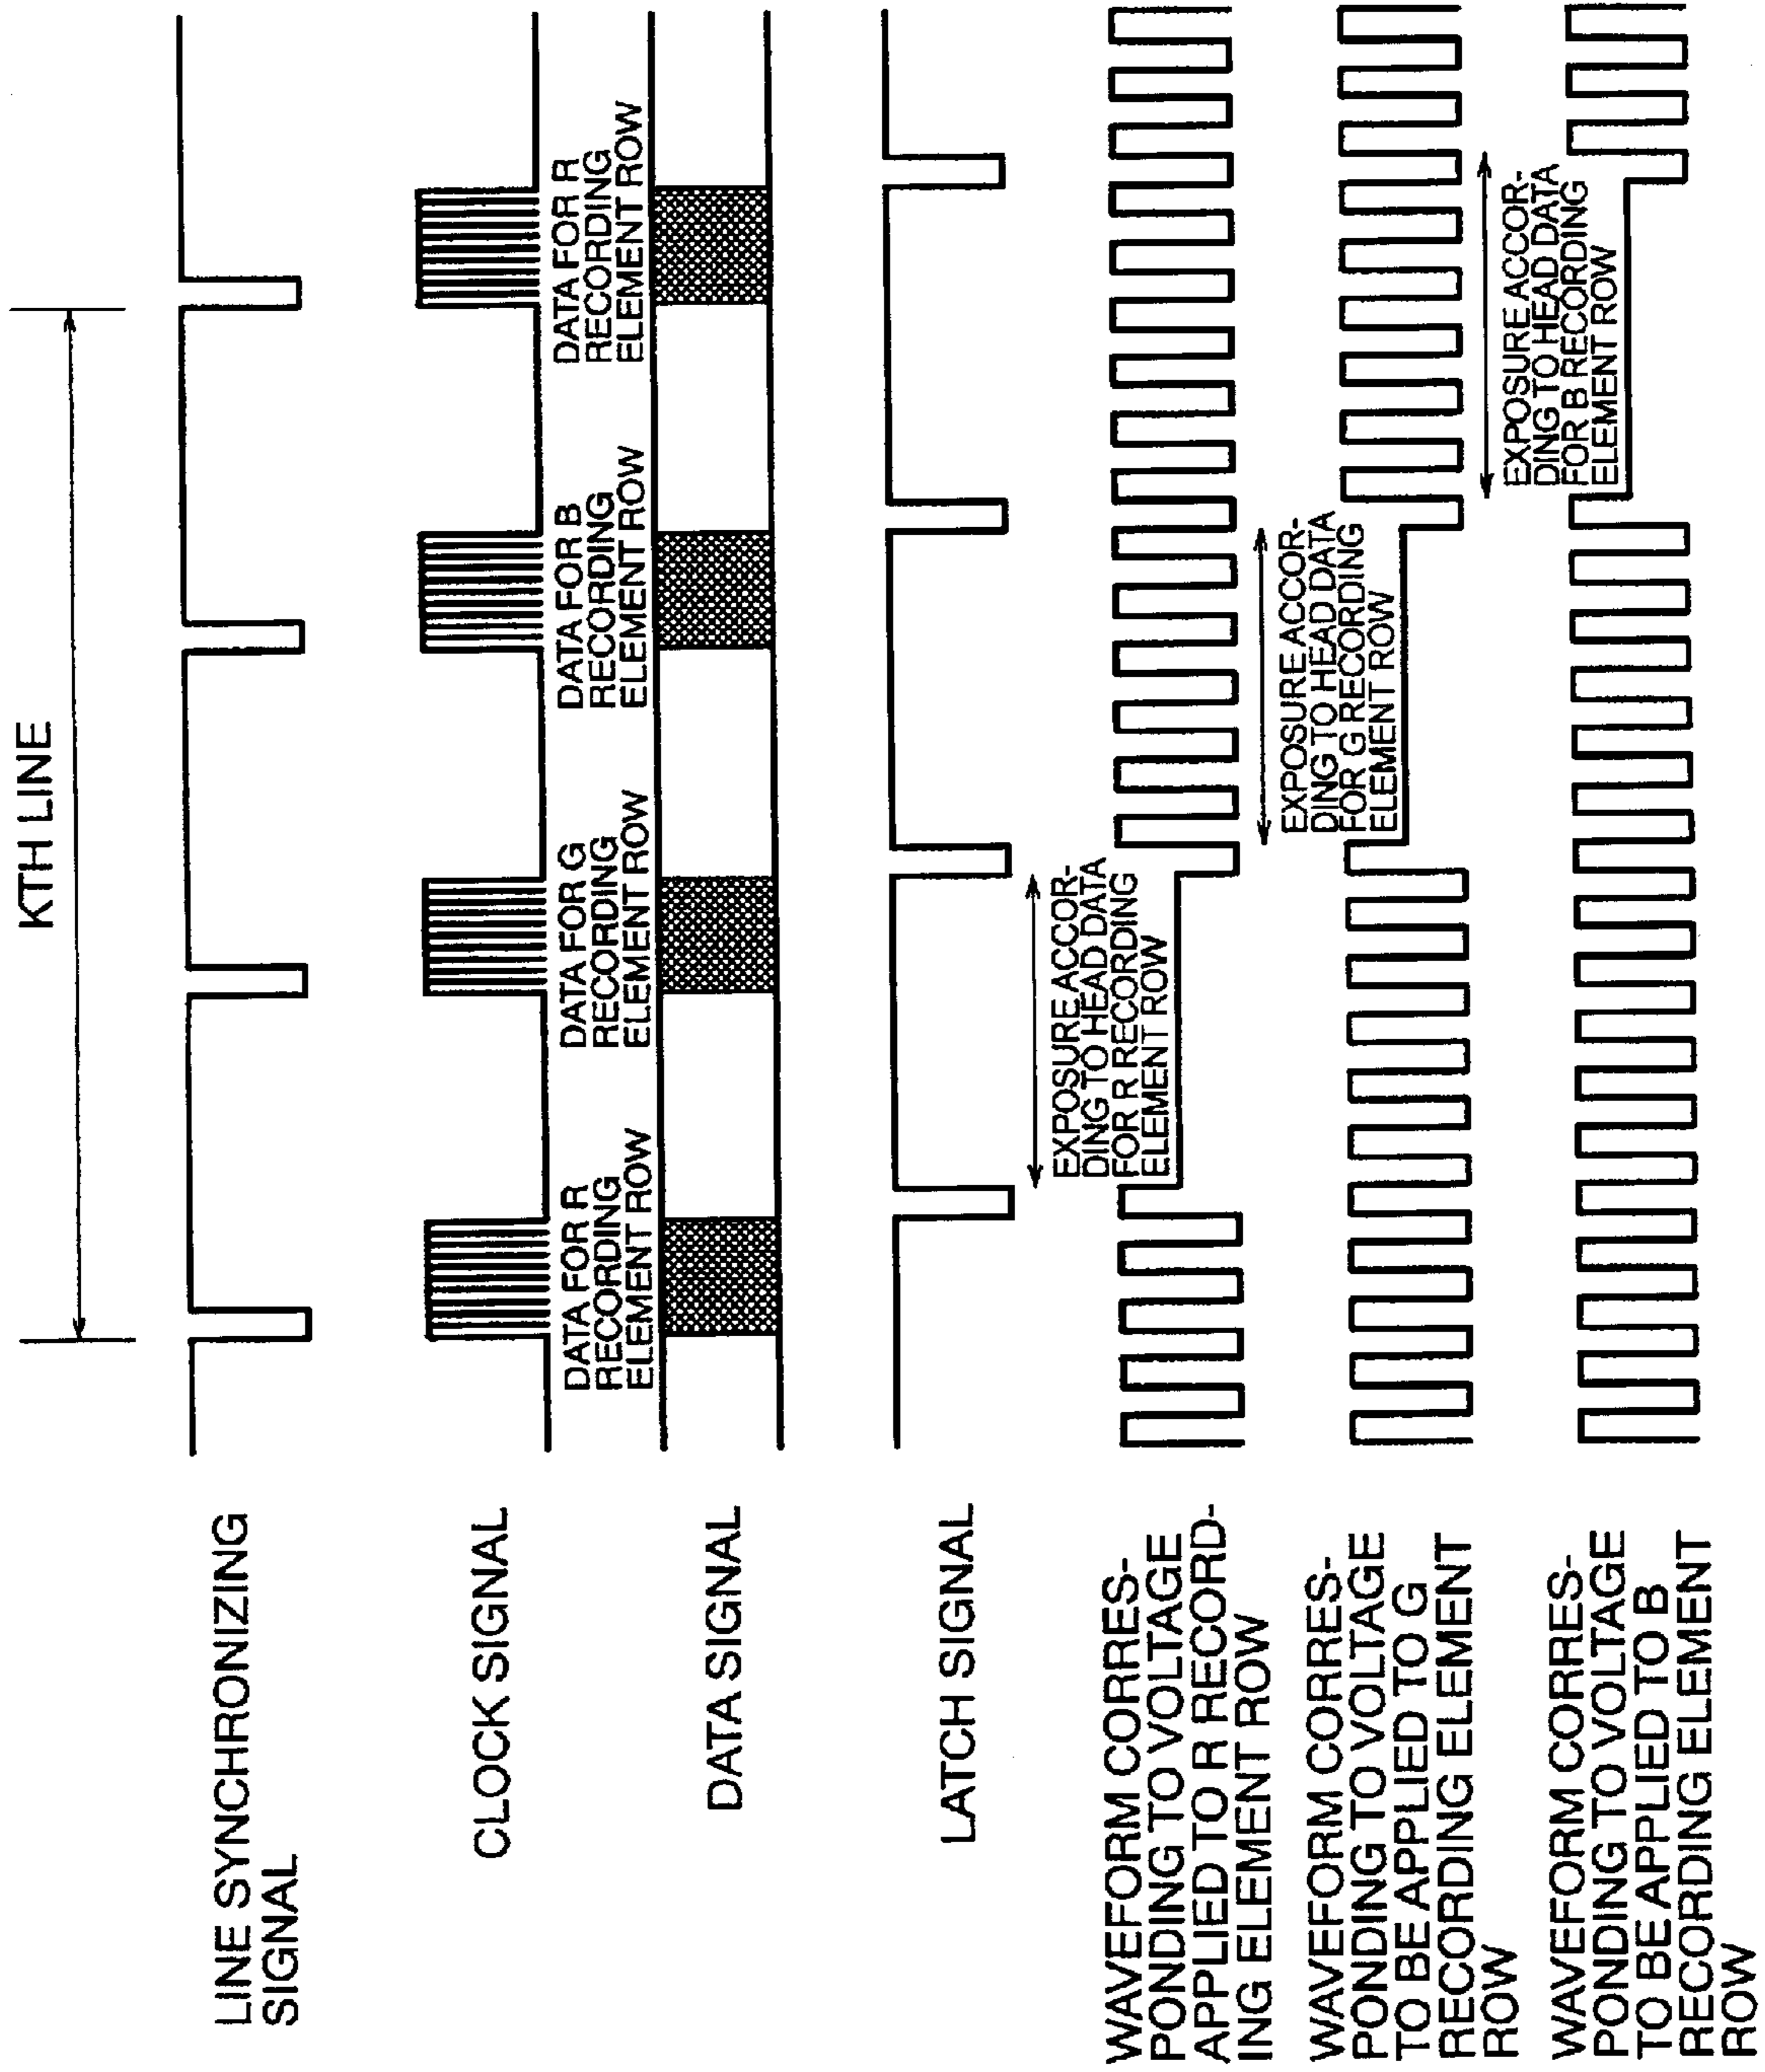 KTH LINE
LINE SYNCHRONIZING
SIGNAL
CLOCK SIGNAL
DATA FOR R
RECORDING
ELEMENT ROW
DATA FOR G
RECORDING
ELEMENT ROW
DATA FOR B
RECORDING
ELEMENT ROW
DATA FOR R
RECORDING
ELEMENT ROW
DATA SIGNAL
LATCH SIGNAL
EXPOSURE ACCOR-
DING TO HEAD DATA
FOR R RECORDING
ELEMENT ROW
WAVEFORM CORRES-
PONDING TO VOLTAGE
APPLIED TO R RECORD-
ING ELEMENT ROW
EXPOSURE ACCOR-
DING TO HEAD DATA
FOR G RECORDING
ELEMENT ROW
WAVEFORM CORRES-
PONDING TO VOLTAGE
TO BE APPLIED TO G
RECORDING ELEMENT
ROW
EXPOSURE ACCOR-
DING TO HEAD DATA
FOR B RECORDING
ELEMENT ROW
WAVEFORM CORRES-
PONDING TO VOLTAGE
TO BE APPLIED TO B
RECORDING ELEMENT
ROW